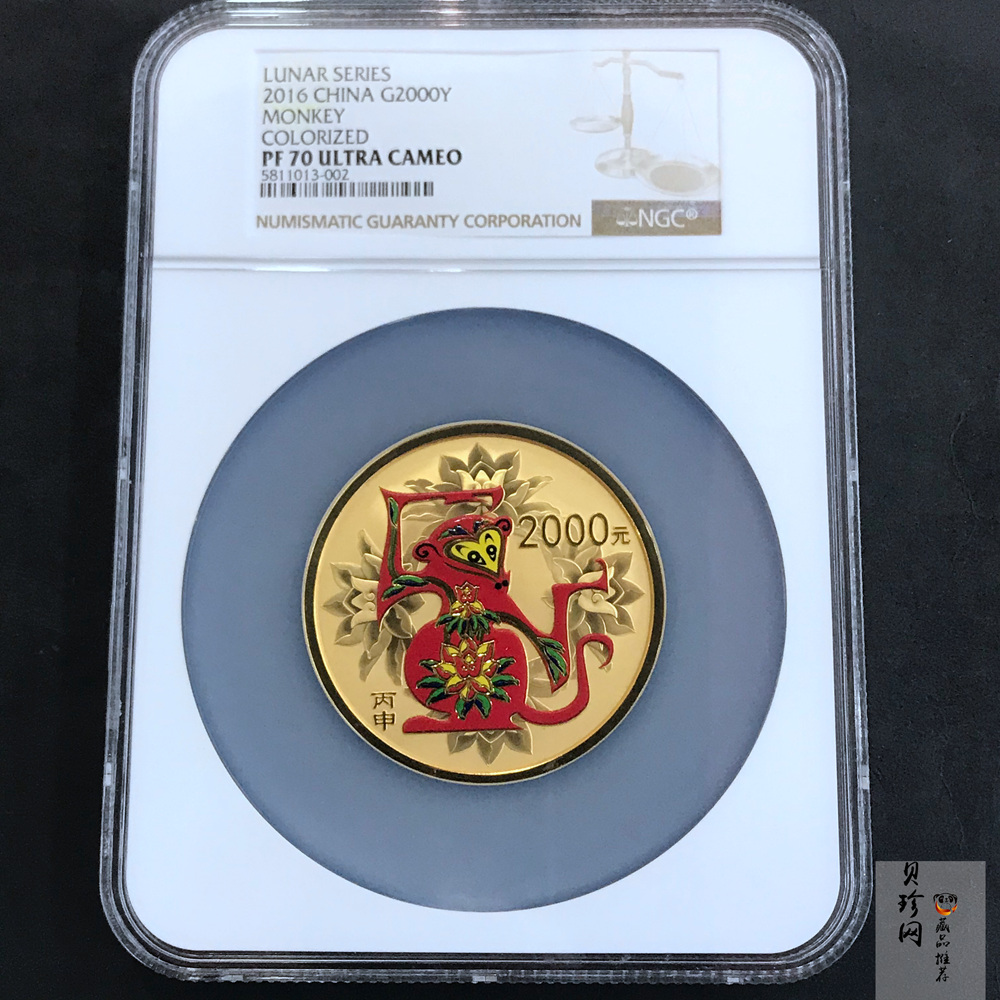 LUNAR SERIES
2016 CHINA G2000Y
MONKEY
COLORIZED
PF 70 ULTRA CAMEO
5811013-002
NUMISMATIC GUARANTY CORPORATION
NGC®
2000元
丙申
贝珍网
藏品推荐